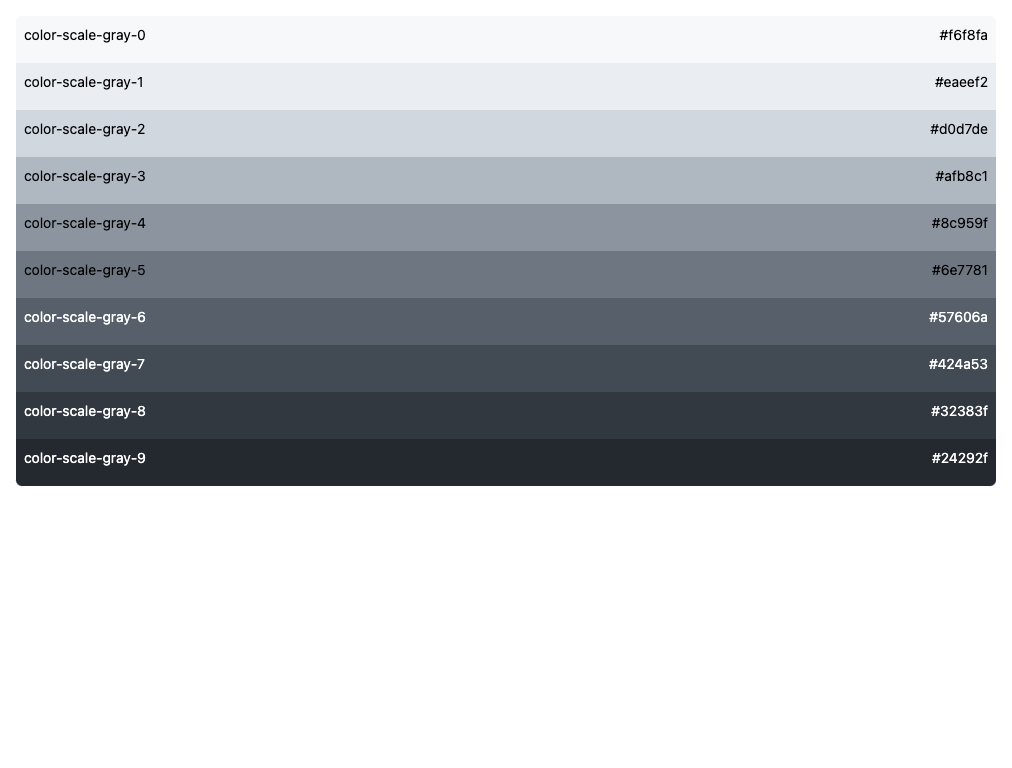 color-scale-gray-0 #f6f8fa
color-scale-gray-1 #eaeef2
color-scale-gray-2 #d0d7de
color-scale-gray-3 #afb8c1
color-scale-gray-4 #8c959f
color-scale-gray-5 #6e7781
color-scale-gray-6 #57606a
color-scale-gray-7 #424a53
color-scale-gray-8 #32383f
color-scale-gray-9 #24292f